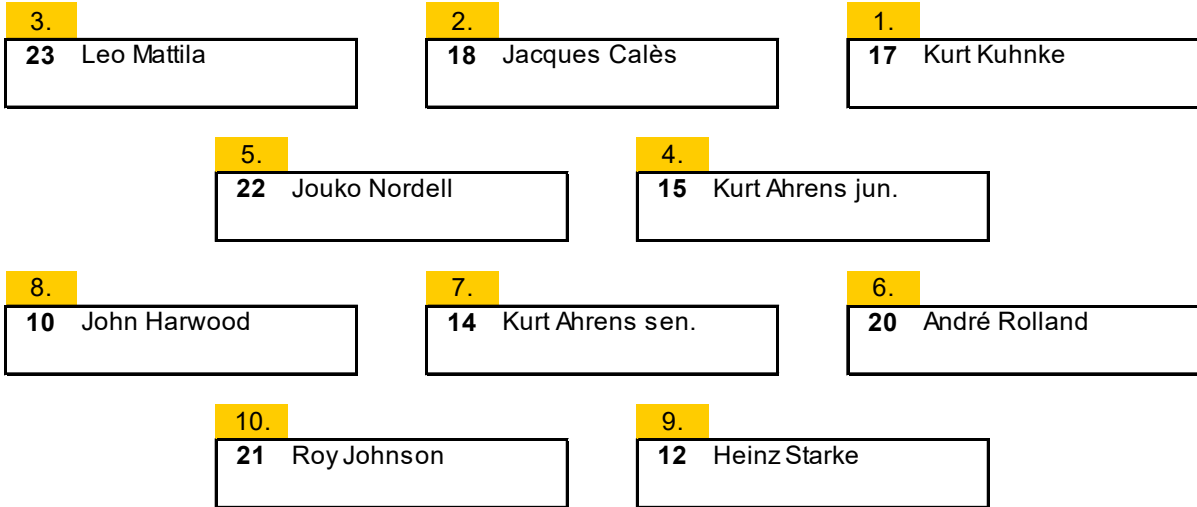 3. 2. 1.
23 Leo Mattila 18 Jacques Calès 17 Kurt Kuhnke
5. 4.
22 Jouko Nordell 15 Kurt Ahrens jun.
8. 7. 6.
10 John Harwood 14 Kurt Ahrens sen. 20 André Rolland
10. 9.
21 Roy Johnson 12 Heinz Starke